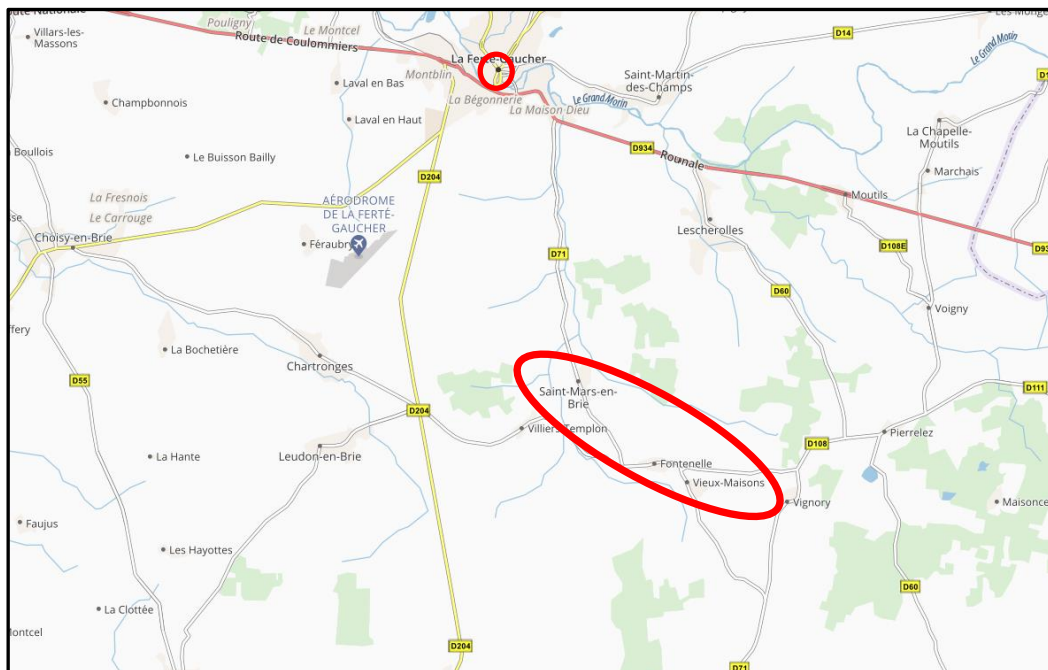 Pouligny
Le Montcel
Les Mong
Villars-les-
Massons
Route de Coulommiers
D14
La Ferté-Gaucher
Montblin
Laval en Bas
Saint-Martin
des-Champs
Le Grand Morin
Champbonnois
La Bégonnerie
Le Grand Morin
La Maison Dieu
Laval en Haut
La Chapelle-
Moutils
Boullois
Le Buisson Bailly
D934
Rounale
Marchais
D204
La Fresnois
Le Carrouge
AÉRODROME
DE LA FERTÉ-
GAUCHER
Moutils
Choisy-en-Brie
Féraubry
Lescherolles
D71
D108E
D93
D60
Voigny
ffery
La Bochetière
Chartronges
D55
Saint-Mars-en-
Brie
D111
D204
Villiers Templon
Pierrelez
D108
Leudon-en-Brie
La Hante
Fontenelle
Vieux-Maisons
Vignory
Maisonce
Faujus
Les Hayottes
D60
La Clottée
ontcel
D204
D71